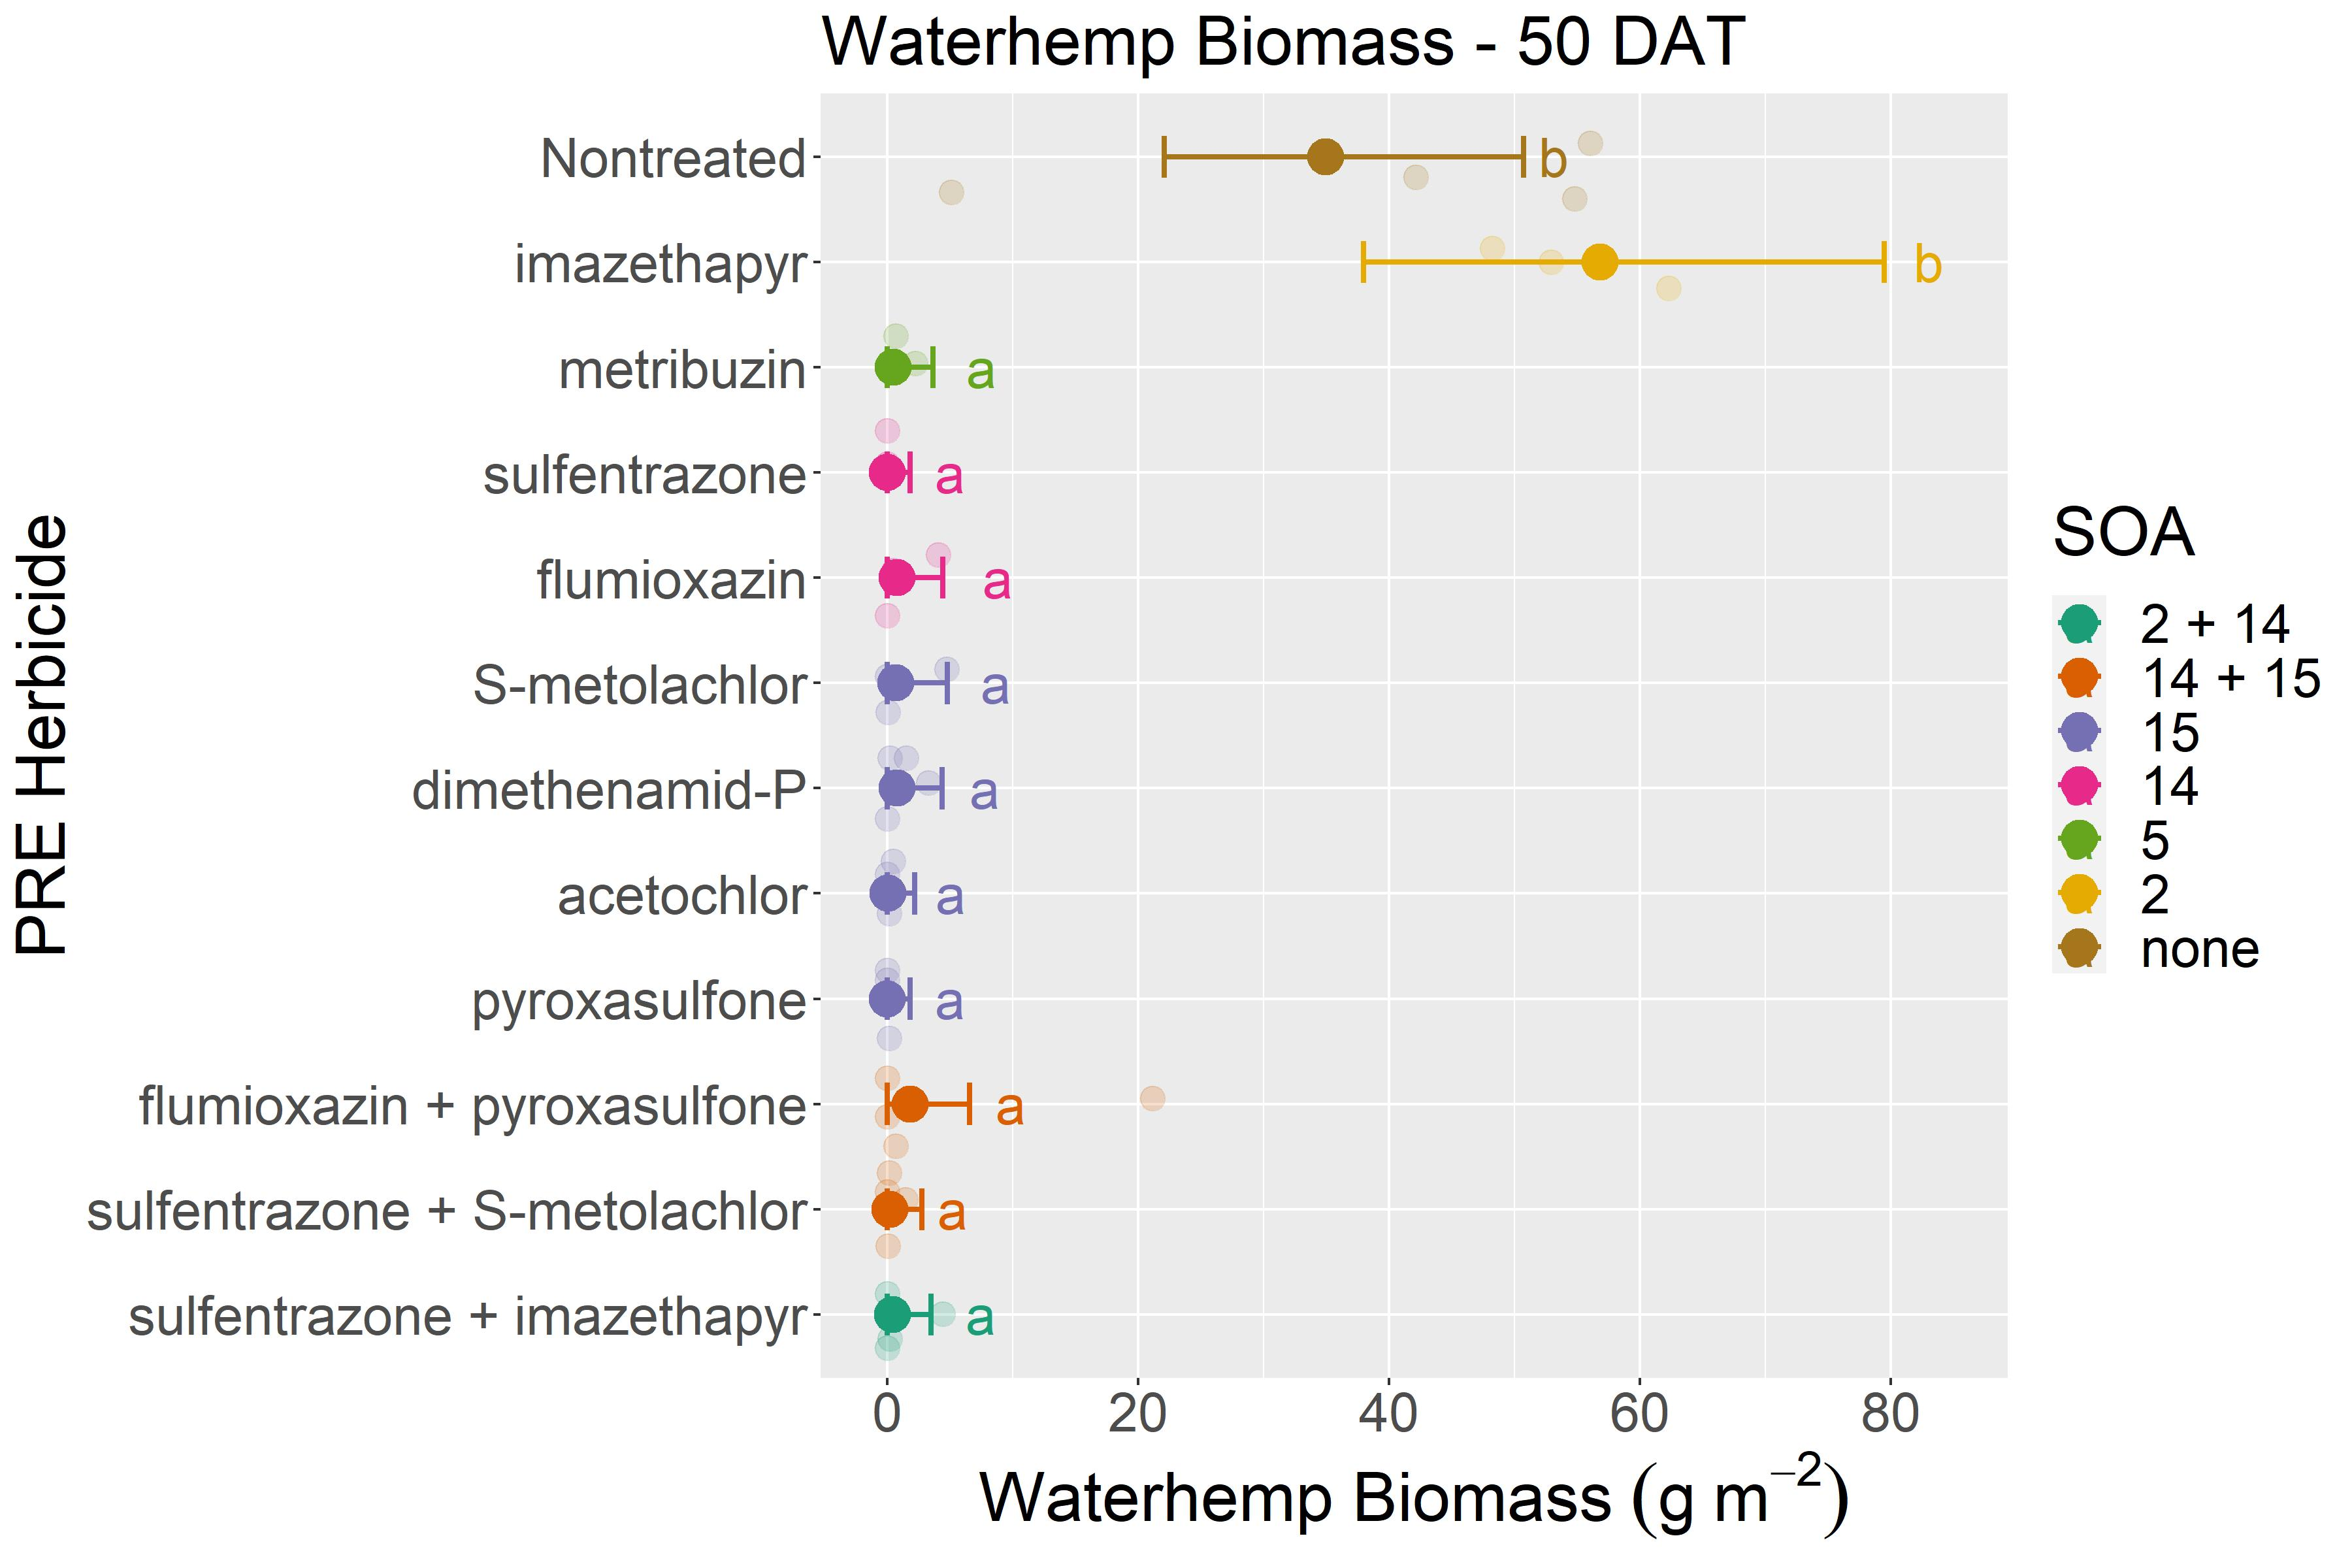 Waterhemp Biomass - 50 DAT
PRE Herbicide
Nontreated b
imazethapyr b
metribuzin a
sulfentrazone a
flumioxazin a
S-metolachlor a
dimethenamid-P a
acetochlor a
pyroxasulfone a
flumioxazin + pyroxasulfone a
sulfentrazone + S-metolachlor a
sulfentrazone + imazethapyr a
0 20 40 60 80
Waterhemp Biomass (g m⁻²)
SOA
2 + 14
14 + 15
15
14
5
2
none